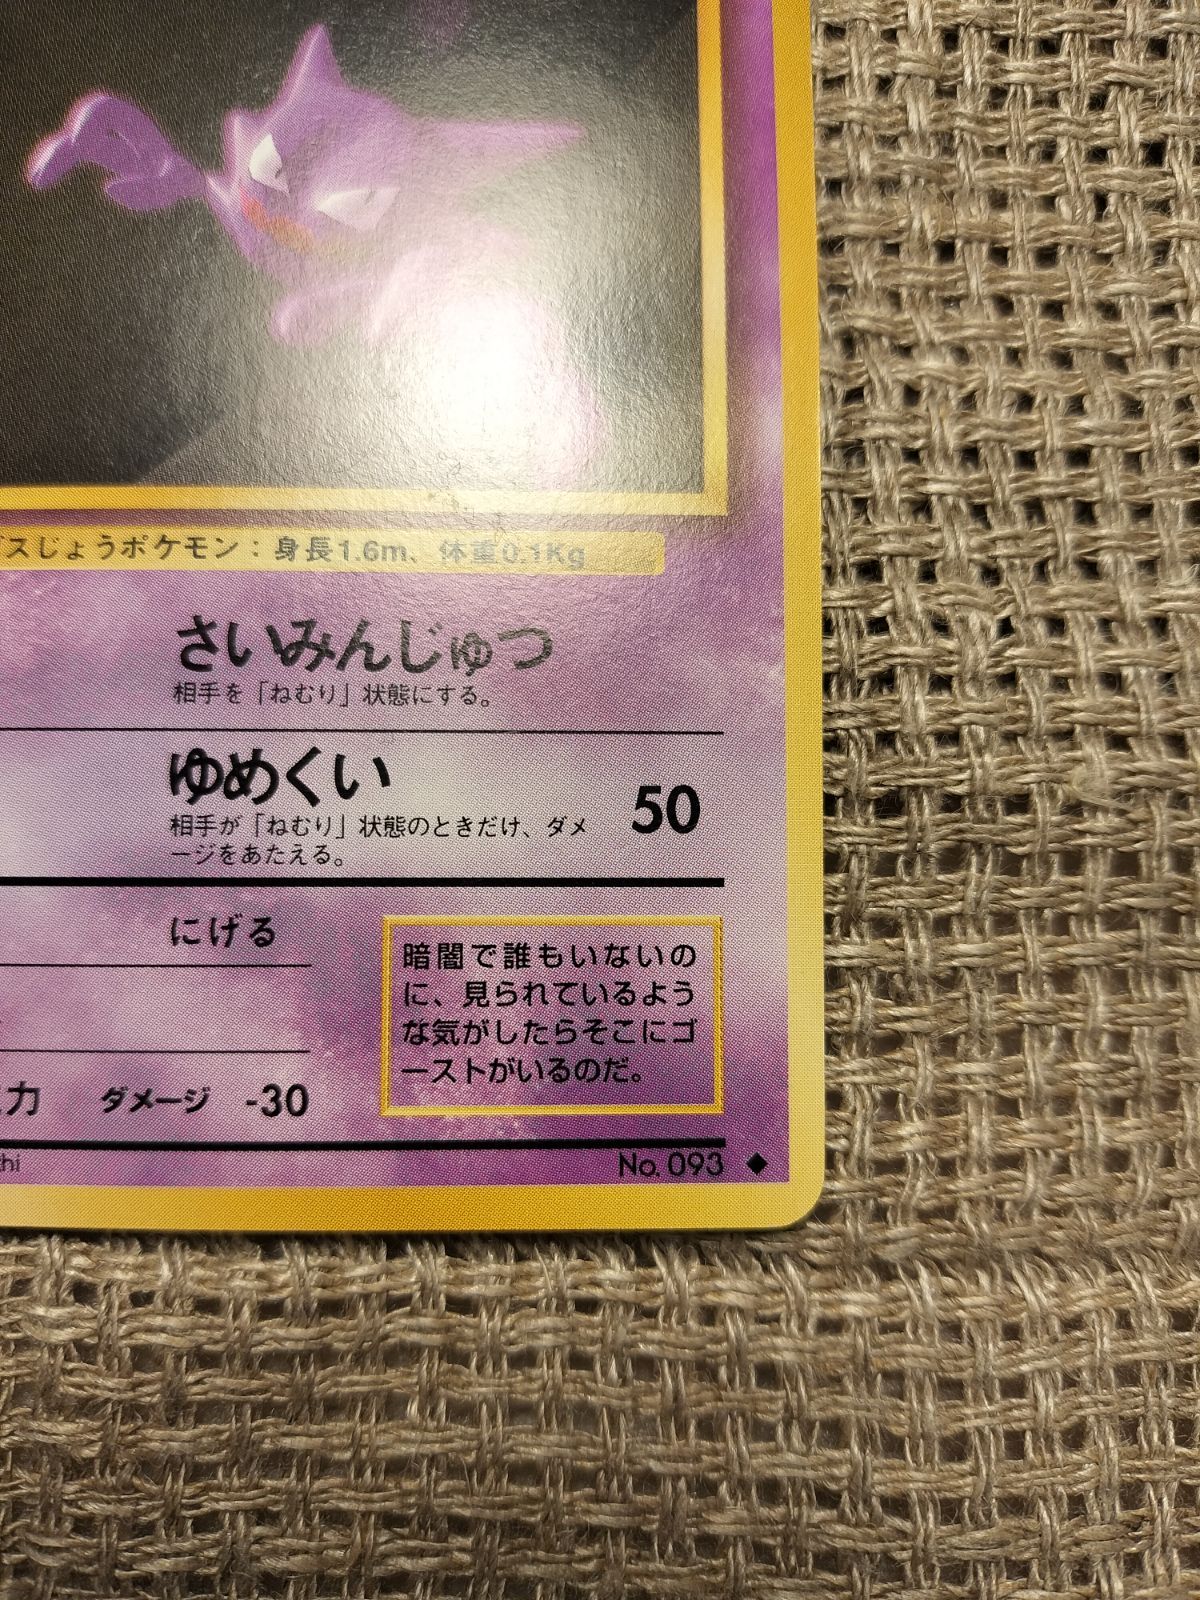 ガスじょうポケモン：身長1.6m、体重0.1Kg
さいみんじゅつ
相手を「ねむり」状態にする。
ゆめくい
50
相手が「ねむり」状態のときだけ、ダメ
ージをあたえる。
にげる
暗闇で誰もいないの
に、見られているよう
な気がしたらそこにゴ
ーストがいるのだ。
力 ダメージ -30
hi
No. 093 ◆